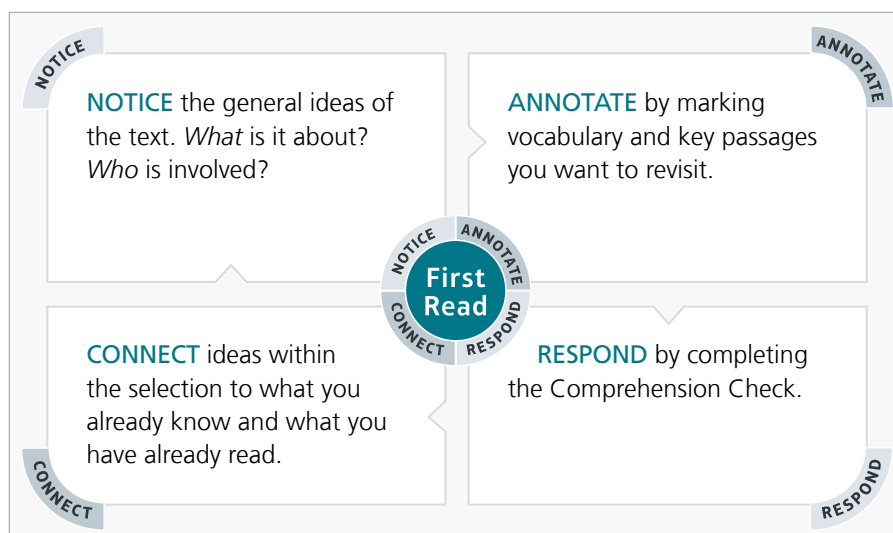 NOTICE
NOTICE the general ideas of
the text. What is it about?
Who is involved?
ANNOTATE
ANNOTATE by marking
vocabulary and key passages
you want to revisit.
NOTICE
ANNOTATE
First
Read
CONNECT
RESPOND
CONNECT ideas within
the selection to what you
already know and what you
have already read.
CONNECT
RESPOND by completing
the Comprehension Check.
RESPOND